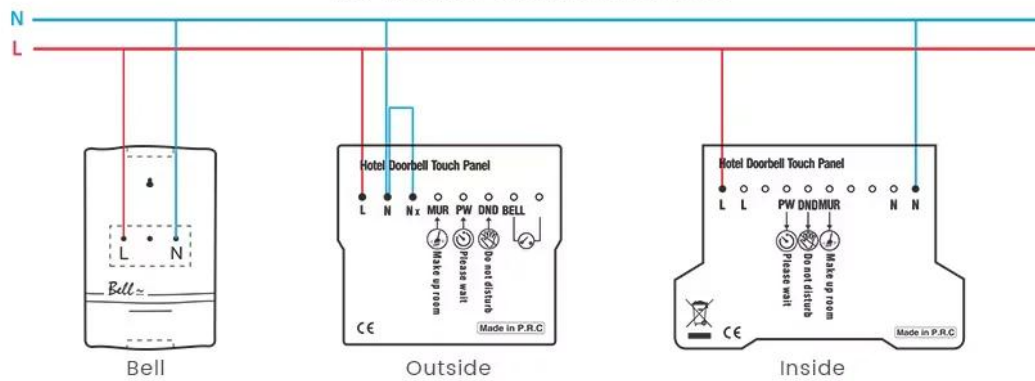 N
L
Hotel Doorbell Touch Panel
L N Nx MUR PW DND BELL
Make up room
Please wait
Do not disturb
CE
Made in P.R.C
Hotel Doorbell Touch Panel
L L PW DND MUR N N
Please wait
Do not disturb
Make up room
CE
Made in P.R.C
L N
Bell ~
Bell
Outside
Inside